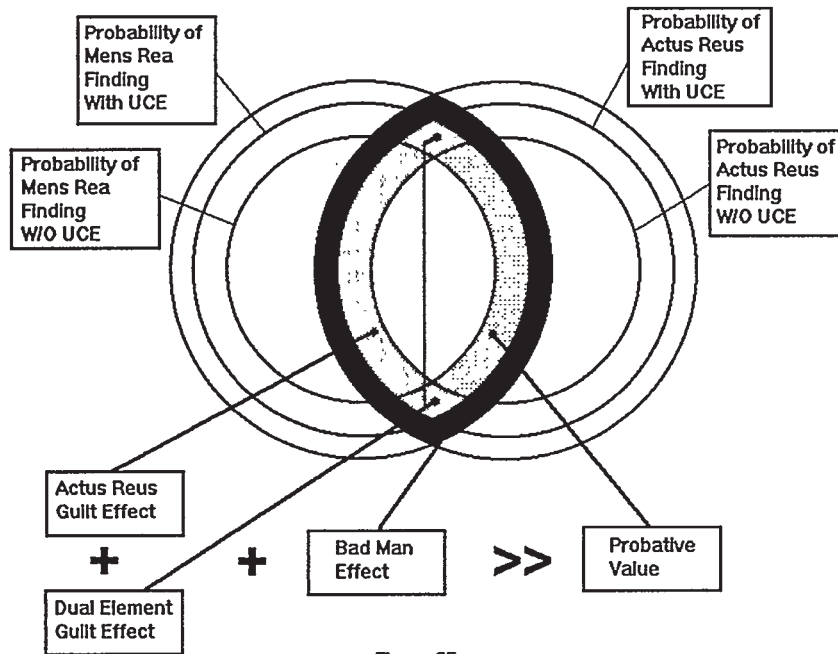 Probability of
Mens Rea
Finding
With UCE
Probability of
Actus Reus
Finding
With UCE
Probability of
Mens Rea
Finding
W/O UCE
Probability of
Actus Reus
Finding
W/O UCE
Actus Reus
Guilt Effect
+
Dual Element
Guilt Effect
+
Bad Man
Effect
>>
Probative
Value